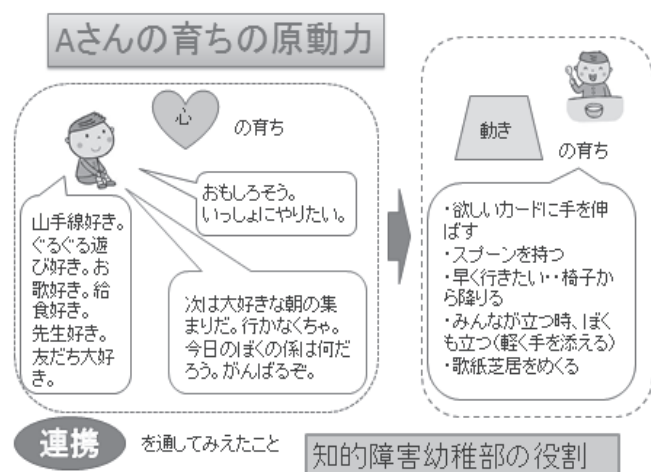 Aさんの育ちの原動力
心
の育ち
おもしろそう。
いっしょにやりたい。
山手線好き。
ぐるぐる遊
び好き。お
歌好き。給
食好き。
先生好き。
友だち大好
き。
次は大好きな朝の集
まりだ。行かなくちゃ。
今日のぼくの係は何だ
ろう。がんばるぞ。
動き
の育ち
・欲しいカードに手を伸
ばす
・スプーンを持つ
・早く行きたい・・椅子か
ら降りる
・みんなが立つ時、ぼく
も立つ(軽く手を添える)
・歌紙芝居をめくる
連携 を通してみえたこと
知的障害幼稚部の役割